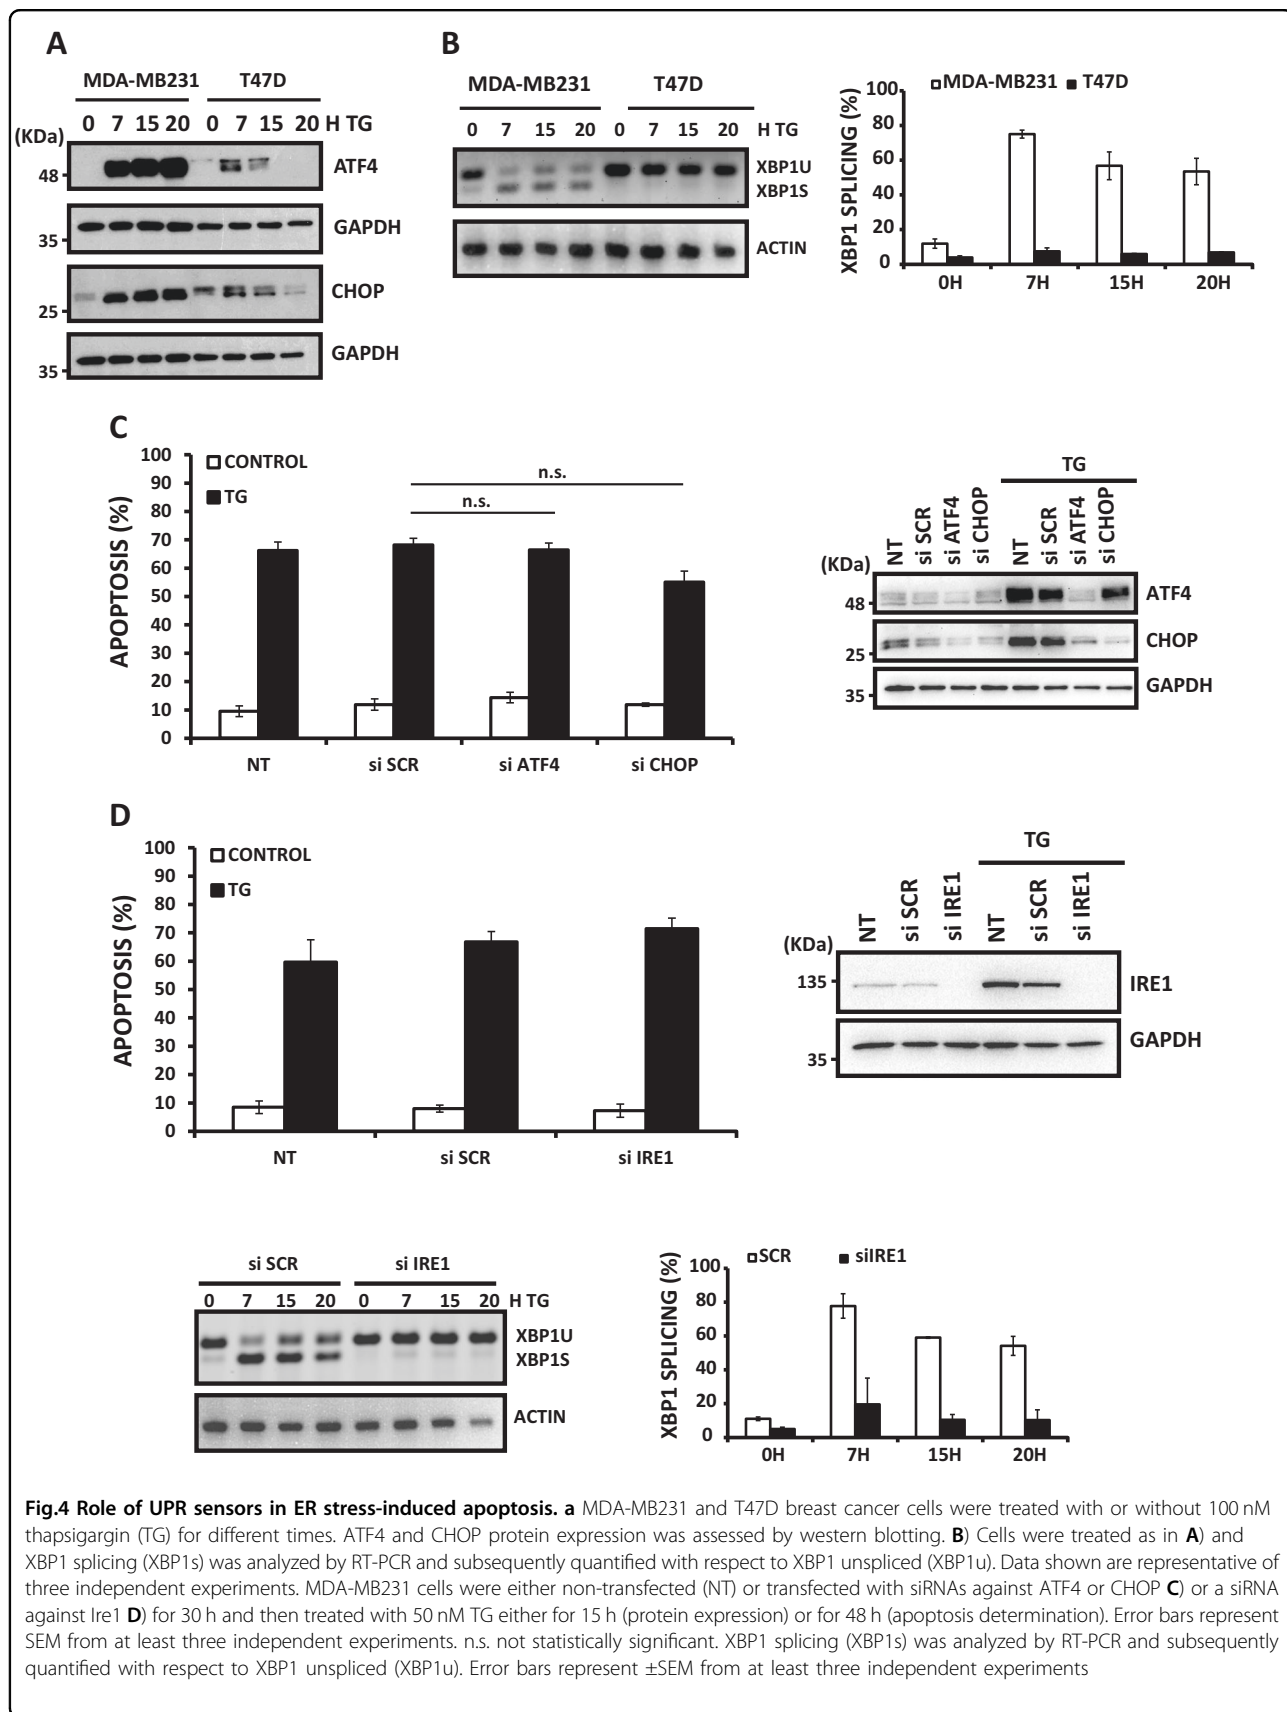 A
MDA-MB231 T47D
0 7 15 20 0 7 15 20 H TG
(KDa)
48
ATF4
35
GAPDH
25
CHOP
35
GAPDH
B
MDA-MB231 T47D
0 7 15 20 0 7 15 20 H TG
XBP1U
XBP1S
ACTIN
XBP1 SPLICING (%)
MDA-MB231 T47D
100
80
60
40
20
0
0H 7H 15H 20H
C
APOPTOSIS (%)
100
90
80
70
60
50
40
30
20
10
0
CONTROL
TG
n.s.
n.s.
NT si SCR si ATF4 si CHOP
TG
NT si SCR si ATF4 si CHOP NT si SCR si ATF4 si CHOP
(KDa)
48
ATF4
25
CHOP
35
GAPDH
D
APOPTOSIS (%)
100
90
80
70
60
50
40
30
20
10
0
CONTROL
TG
NT si SCR si IRE1
TG
NT si SCR si IRE1 NT si SCR si IRE1
(KDa)
135
IRE1
35
GAPDH
si SCR si IRE1
0 7 15 20 0 7 15 20 H TG
XBP1U
XBP1S
ACTIN
XBP1 SPLICING (%)
SCR siIRE1
100
80
60
40
20
0
0H 7H 15H 20H
Fig.4 Role of UPR sensors in ER stress-induced apoptosis. a MDA-MB231 and T47D breast cancer cells were treated with or without 100 nM
thapsigargin (TG) for different times. ATF4 and CHOP protein expression was assessed by western blotting. B) Cells were treated as in A) and
XBP1 splicing (XBP1s) was analyzed by RT-PCR and subsequently quantified with respect to XBP1 unspliced (XBP1u). Data shown are representative of
three independent experiments. MDA-MB231 cells were either non-transfected (NT) or transfected with siRNAs against ATF4 or CHOP C) or a siRNA
against Ire1 D) for 30 h and then treated with 50 nM TG either for 15 h (protein expression) or for 48 h (apoptosis determination). Error bars represent
SEM from at least three independent experiments. n.s. not statistically significant. XBP1 splicing (XBP1s) was analyzed by RT-PCR and subsequently
quantified with respect to XBP1 unspliced (XBP1u). Error bars represent ±SEM from at least three independent experiments